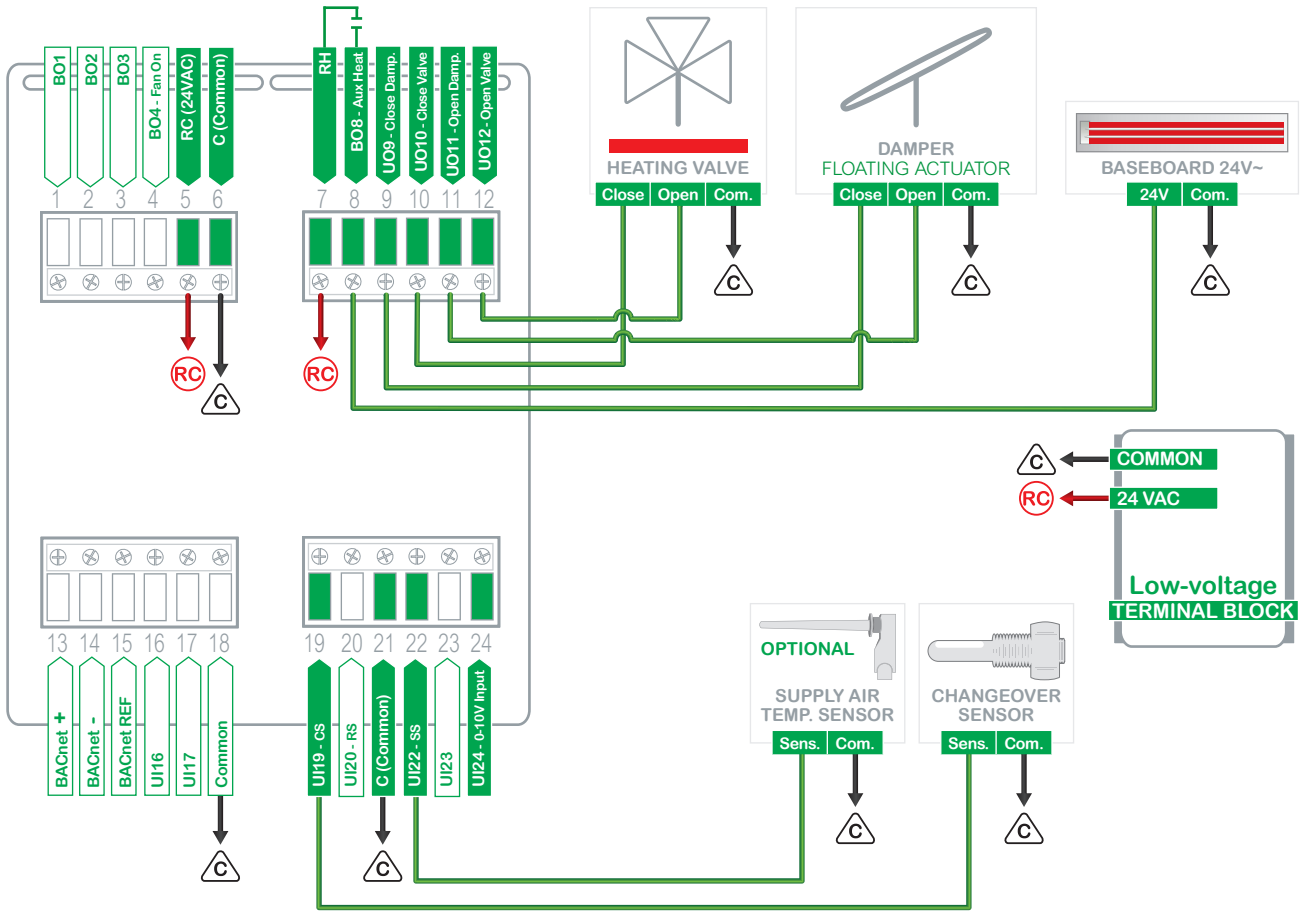 BO1
BO2
BO3
BO4 - Fan On
RC (24VAC)
C (Common)
RH
BO8 - Aux Heat
UO9 - Close Damp.
UO10 - Close Valve
UO11 - Open Damp.
UO12 - Open Valve
1
2
3
4
5
6
7
8
9
10
11
12
HEATING VALVE
Close
Open
Com.
C
DAMPER
FLOATING ACTUATOR
Close
Open
Com.
C
BASEBOARD 24V~
24V
Com.
C
RC
C
RC
C
COMMON
RC
24 VAC
Low-voltage
TERMINAL BLOCK
13
14
15
16
17
18
19
20
21
22
23
24
BACnet +
BACnet -
BACnet REF
UI16
UI17
Common
UI19 - CS
UI20 - RS
C (Common)
UI22 - SS
UI23
UI24 - 0-10V Input
C
C
OPTIONAL
SUPPLY AIR
TEMP. SENSOR
Sens.
Com.
C
CHANGEOVER
SENSOR
Sens.
Com.
C